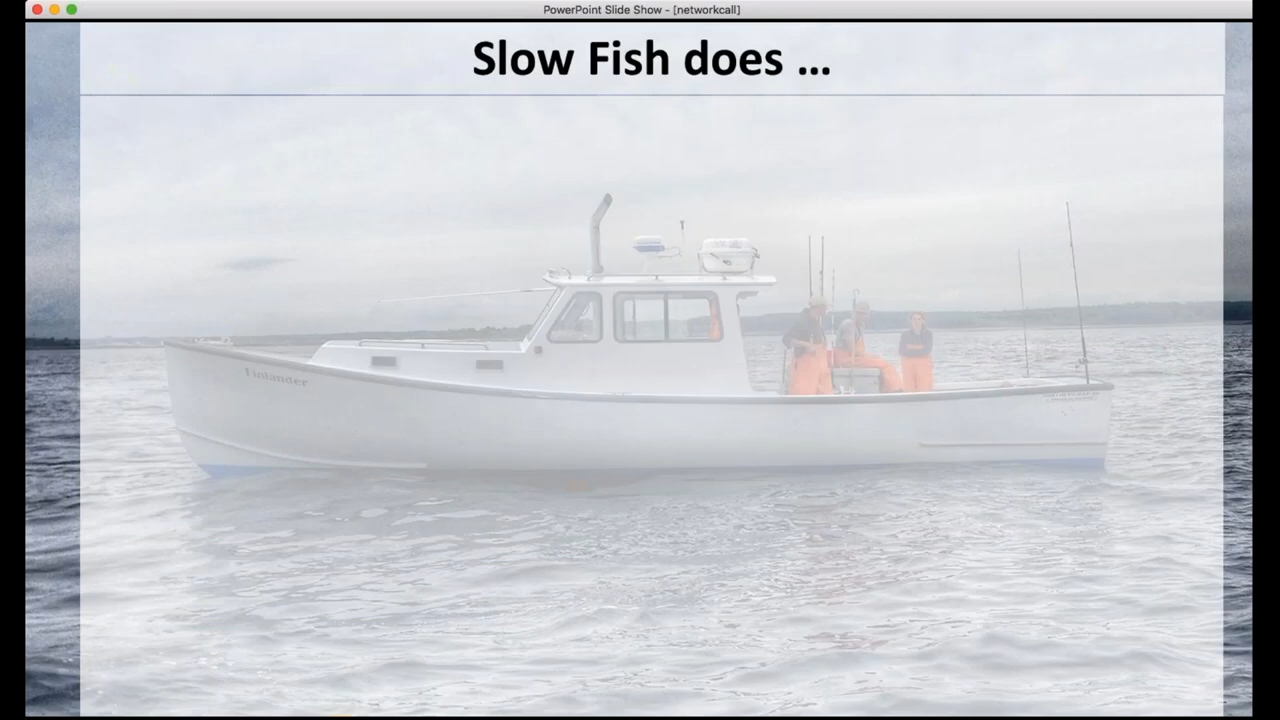 PowerPoint Slide Show - [networkcall]
Slow Fish does ...
Finlander